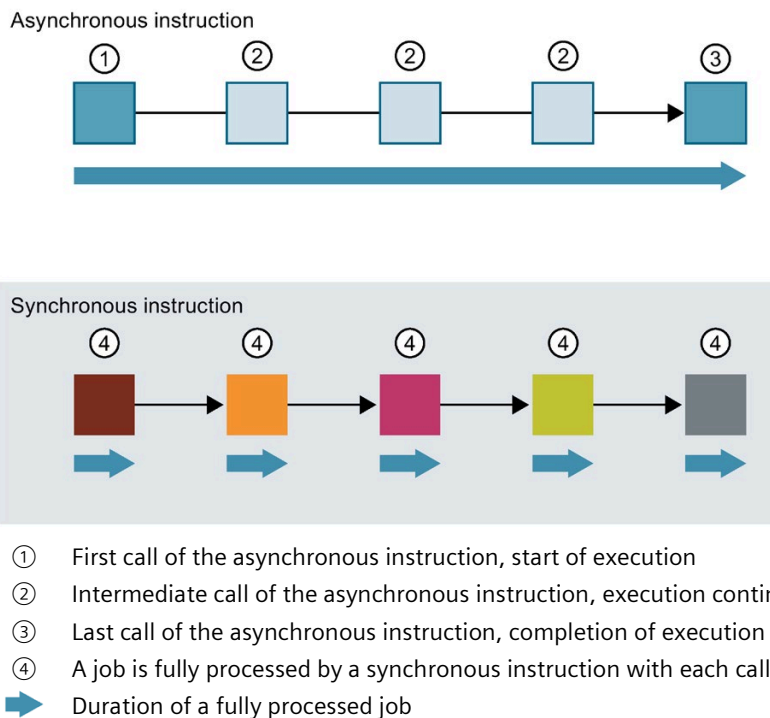 Asynchronous instruction
① ② ② ② ③
Synchronous instruction
④ ④ ④ ④ ④
① First call of the asynchronous instruction, start of execution
② Intermediate call of the asynchronous instruction, execution
③ Last call of the asynchronous instruction, completion of execution
④ A job is fully processed by a synchronous instruction with each call
Duration of a fully processed job